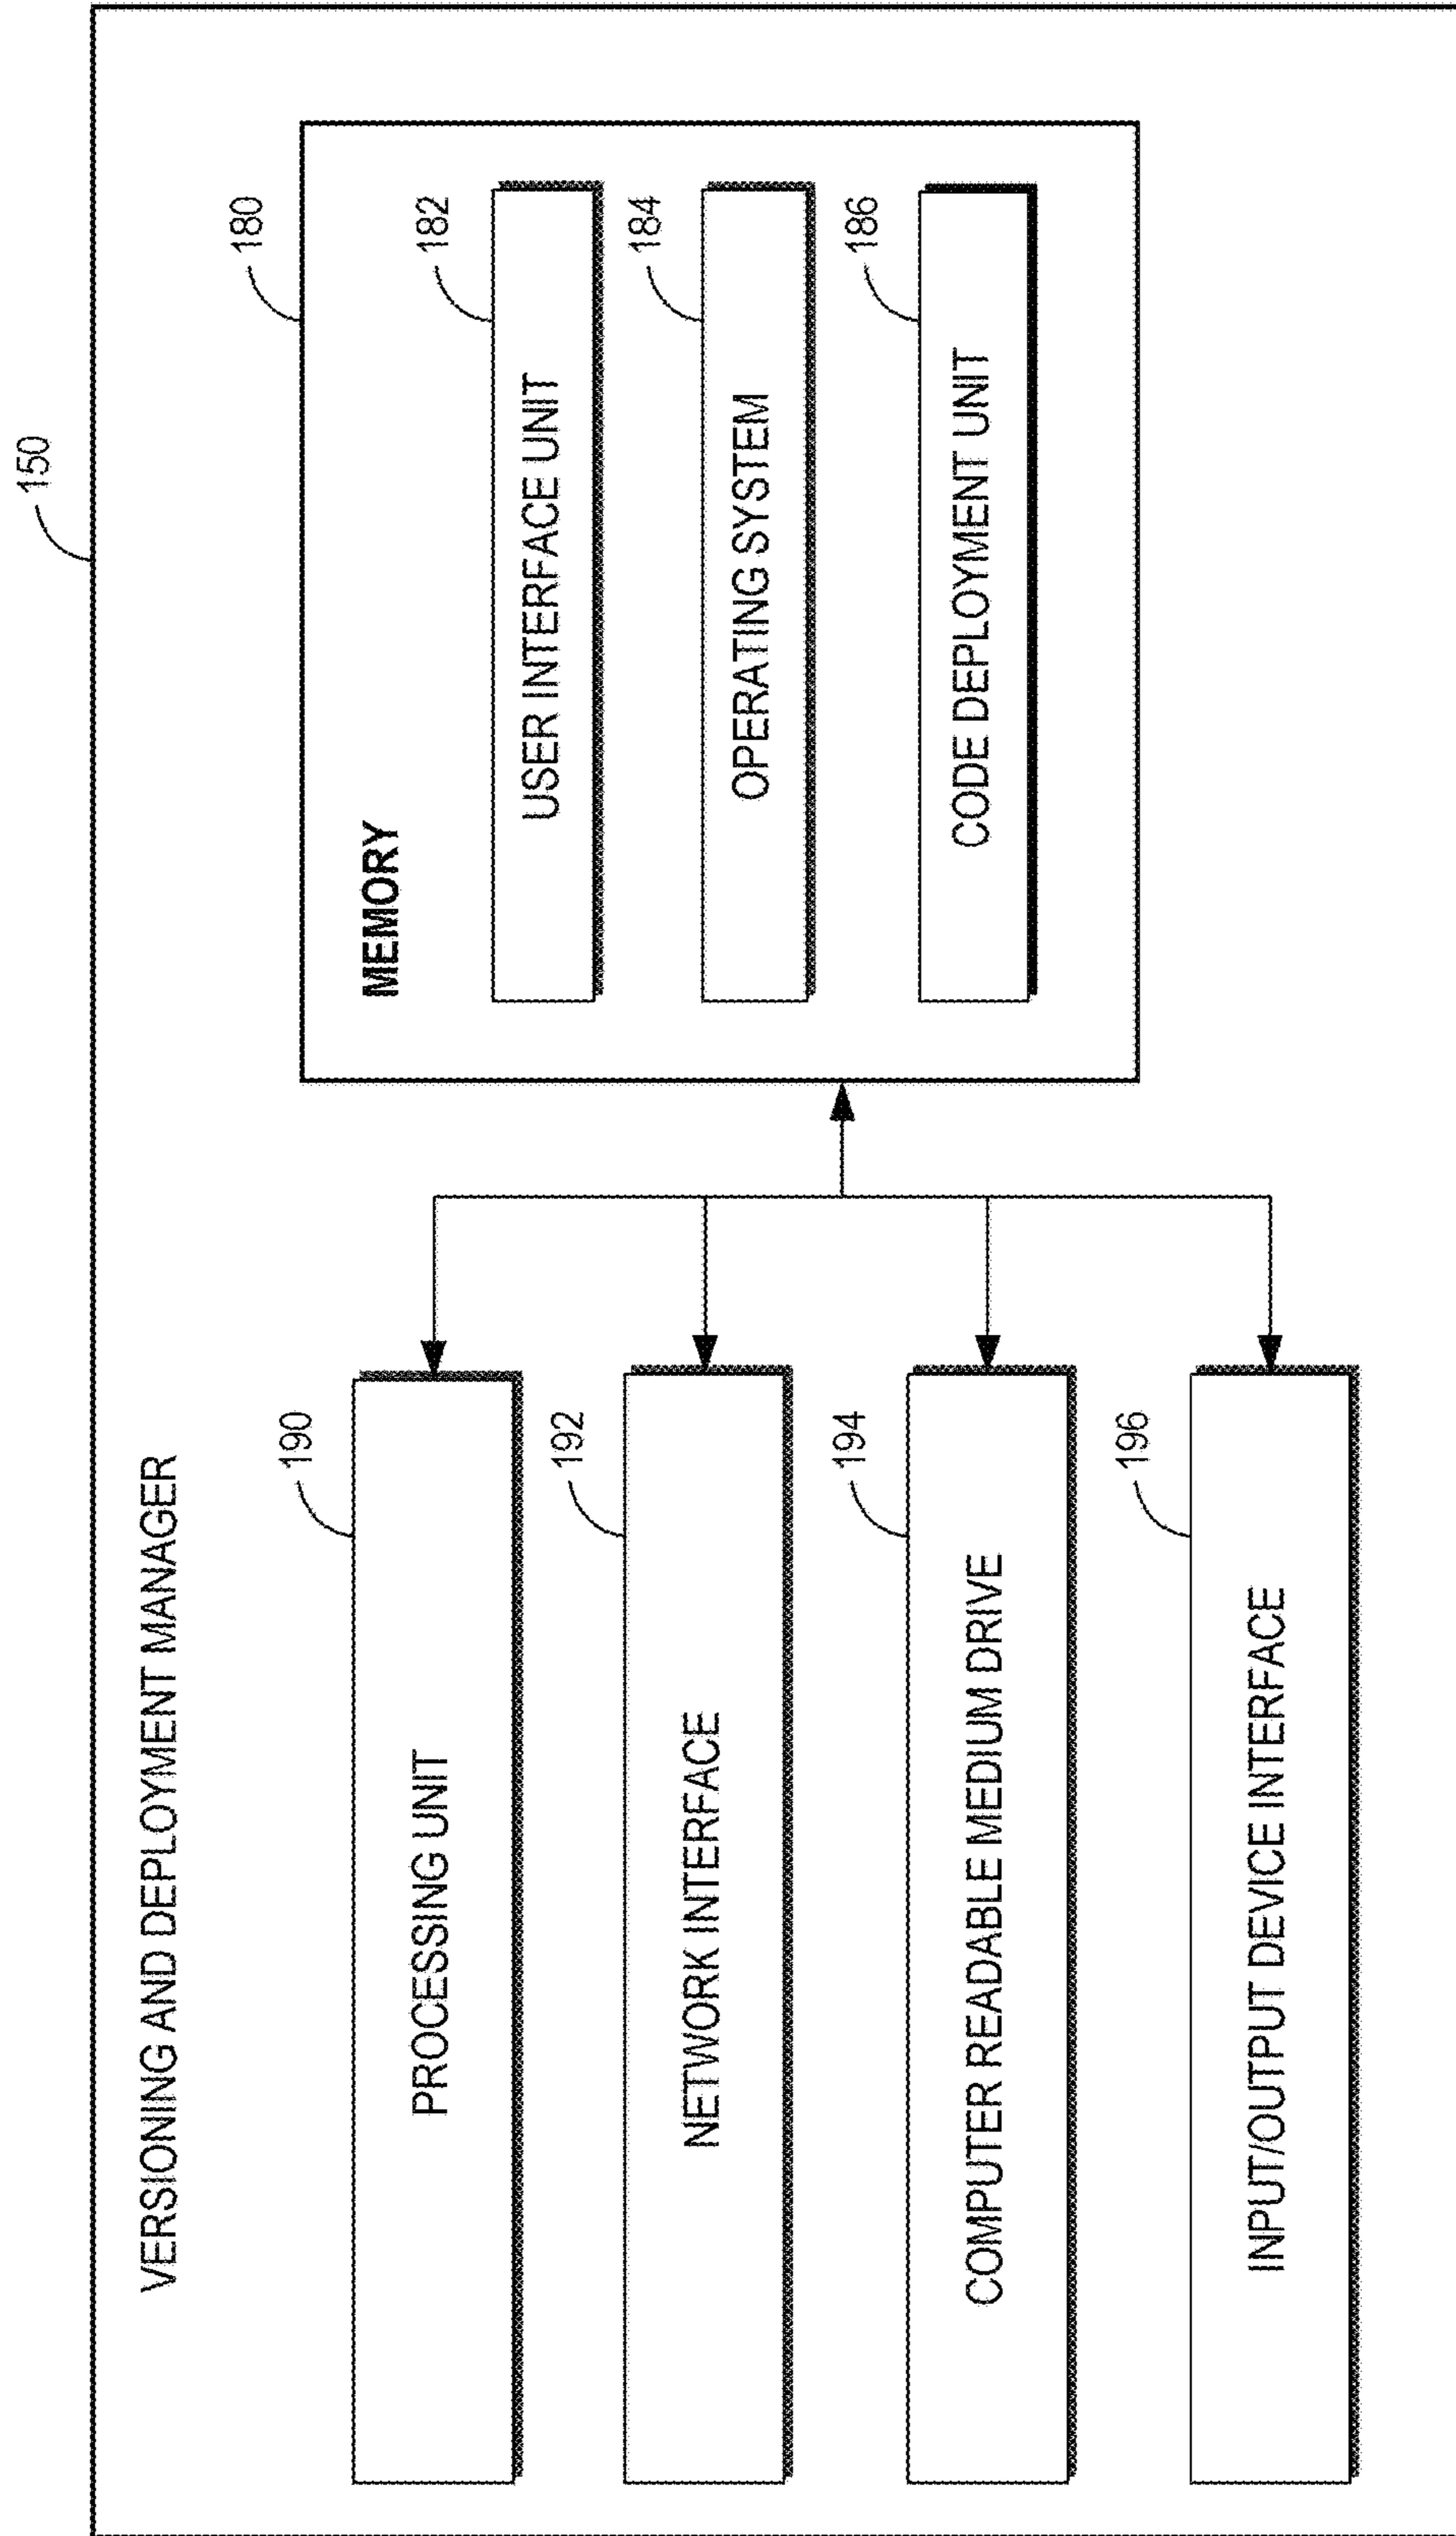 150
VERSIONING AND DEPLOYMENT MANAGER
190
PROCESSING UNIT
192
NETWORK INTERFACE
194
COMPUTER READABLE MEDIUM DRIVE
196
INPUT/OUTPUT DEVICE INTERFACE
180
MEMORY
182
USER INTERFACE UNIT
184
OPERATING SYSTEM
186
CODE DEPLOYMENT UNIT